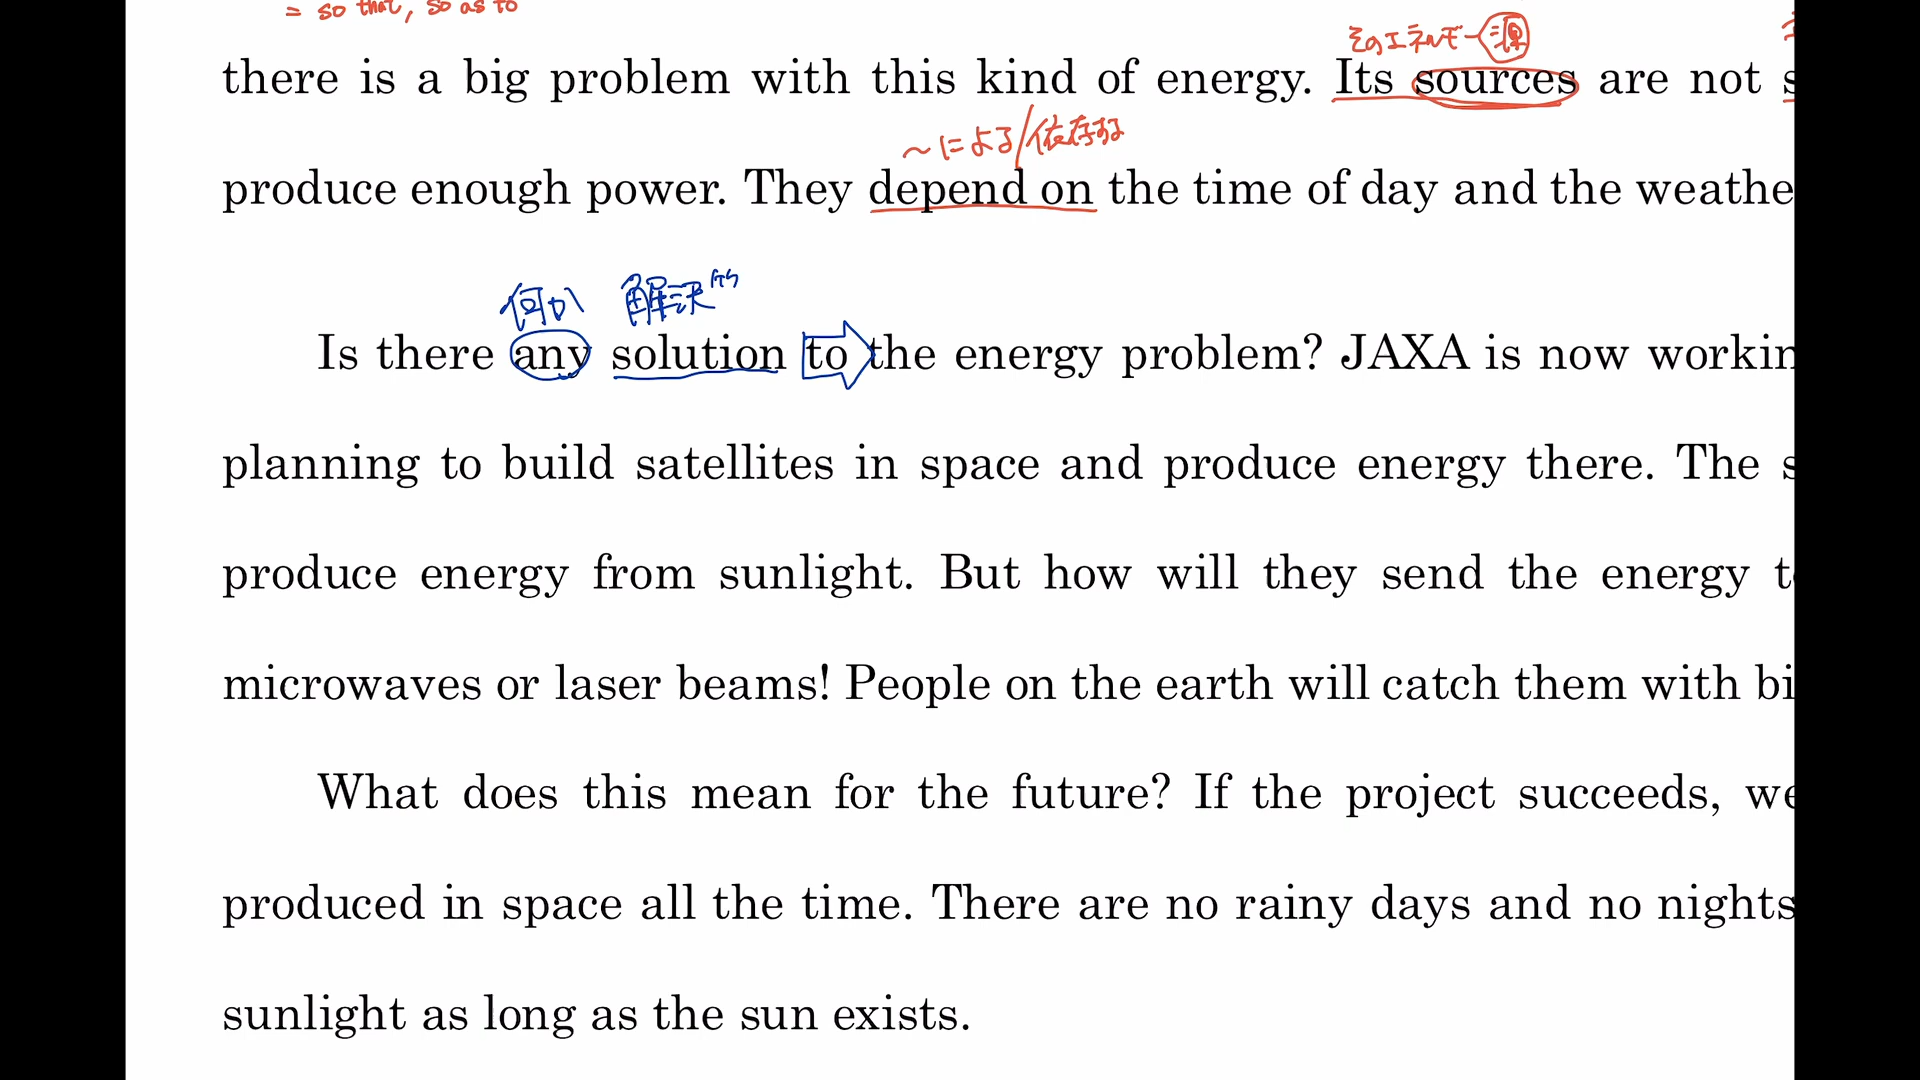 = so that, so as to
そのエネルギー源
there is a big problem with this kind of energy. Its sources are not s
〜による/依存する
produce enough power. They depend on the time of day and the weathe
何か 解決
Is there any solution to the energy problem? JAXA is now workin
planning to build satellites in space and produce energy there. The s
produce energy from sunlight. But how will they send the energy t
microwaves or laser beams! People on the earth will catch them with bi
What does this mean for the future? If the project succeeds, we
produced in space all the time. There are no rainy days and no nights
sunlight as long as the sun exists.